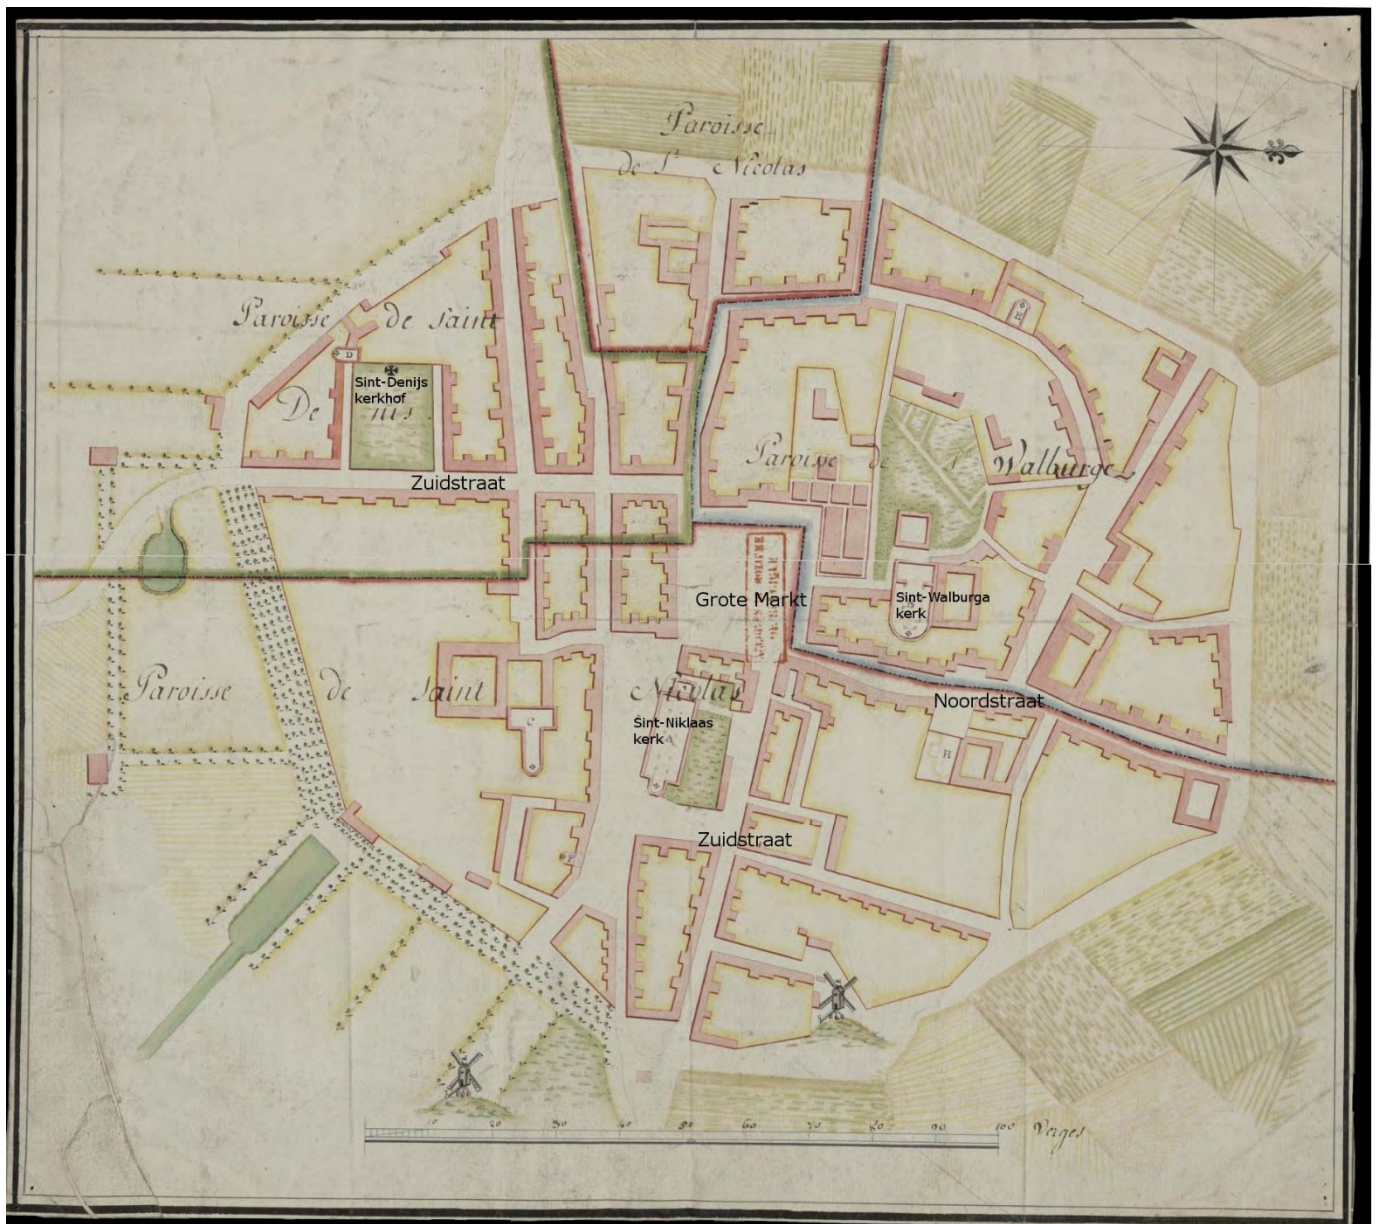 Paroisse
de St Nicolas
Paroisse de Saint
Denis
D
Sint-Denijs
kerkhof
E
Paroisse de St Walburge
Zuidstraat
Grote Markt
Sint-Walburga
kerk
Paroisse de Saint Nicolas
Noordstraat
C
Sint-Niklaas
kerk
A
H
Zuidstraat
F
10 20 30 40 50 60 70 80 90 100 Verges